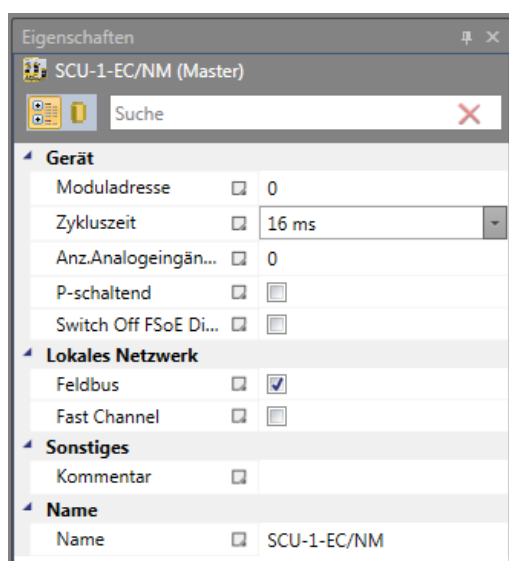 Eigenschaften
SCU-1-EC/NM (Master)
Suche
Gerät
Moduladresse 0
Zykluszeit 16 ms
Anz.Analogeingän... 0
P-schaltend
Switch Off FSoE Di...
Lokales Netzwerk
Feldbus
Fast Channel
Sonstiges
Kommentar
Name
Name SCU-1-EC/NM